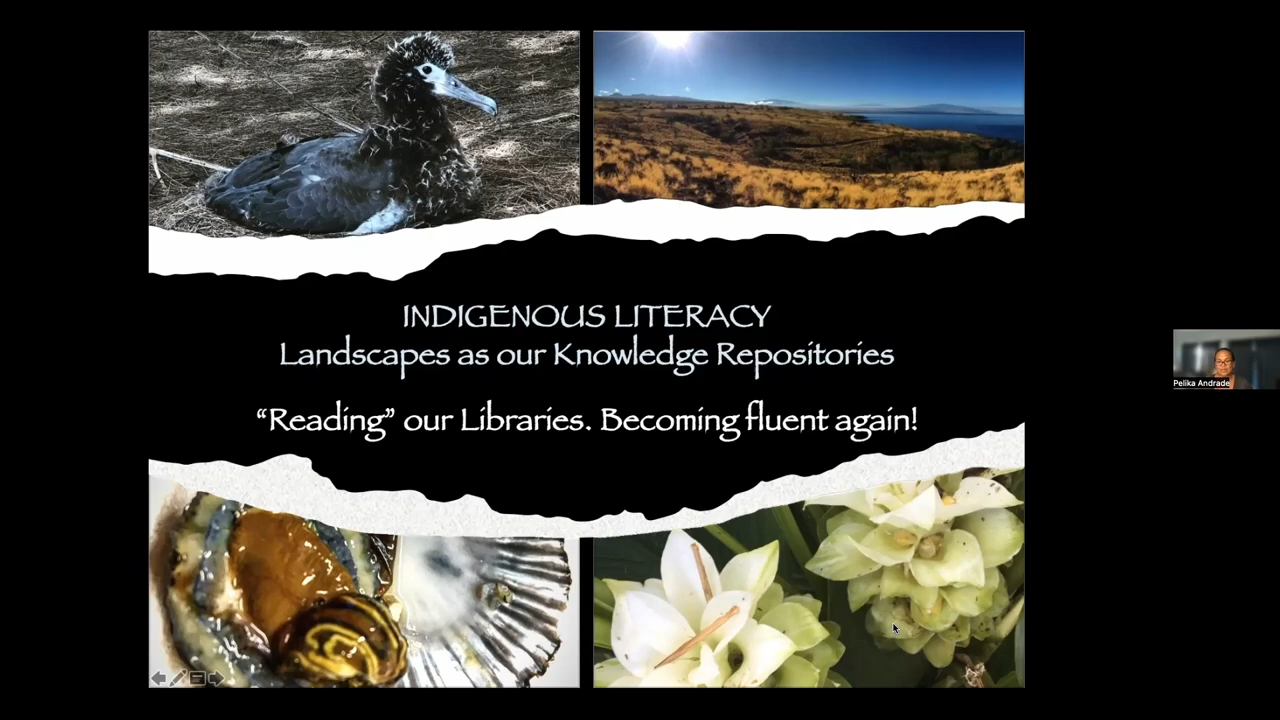 INDIGENOUS LITERACY
Landscapes as our Knowledge Repositories
“Reading” our Libraries. Becoming fluent again!
Pelika Andrade